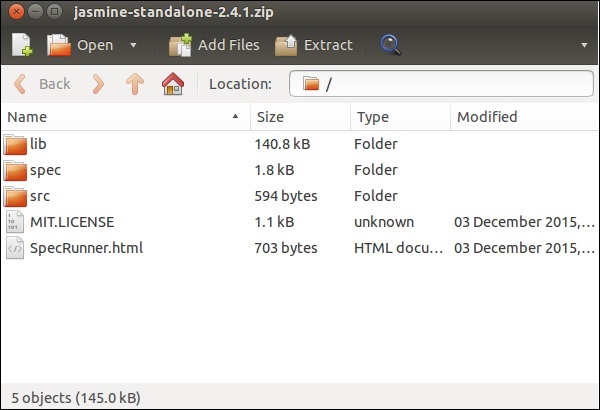 jasmine-standalone-2.4.1.zip
Open Add Files Extract
Back Location: /
Name Size Type Modified
lib 140.8 kB Folder
spec 1.8 kB Folder
src 594 bytes Folder
MIT.LICENSE 1.1 kB unknown 03 December 2015,...
SpecRunner.html 703 bytes HTML docu... 03 December 2015,...
5 objects (145.0 kB)